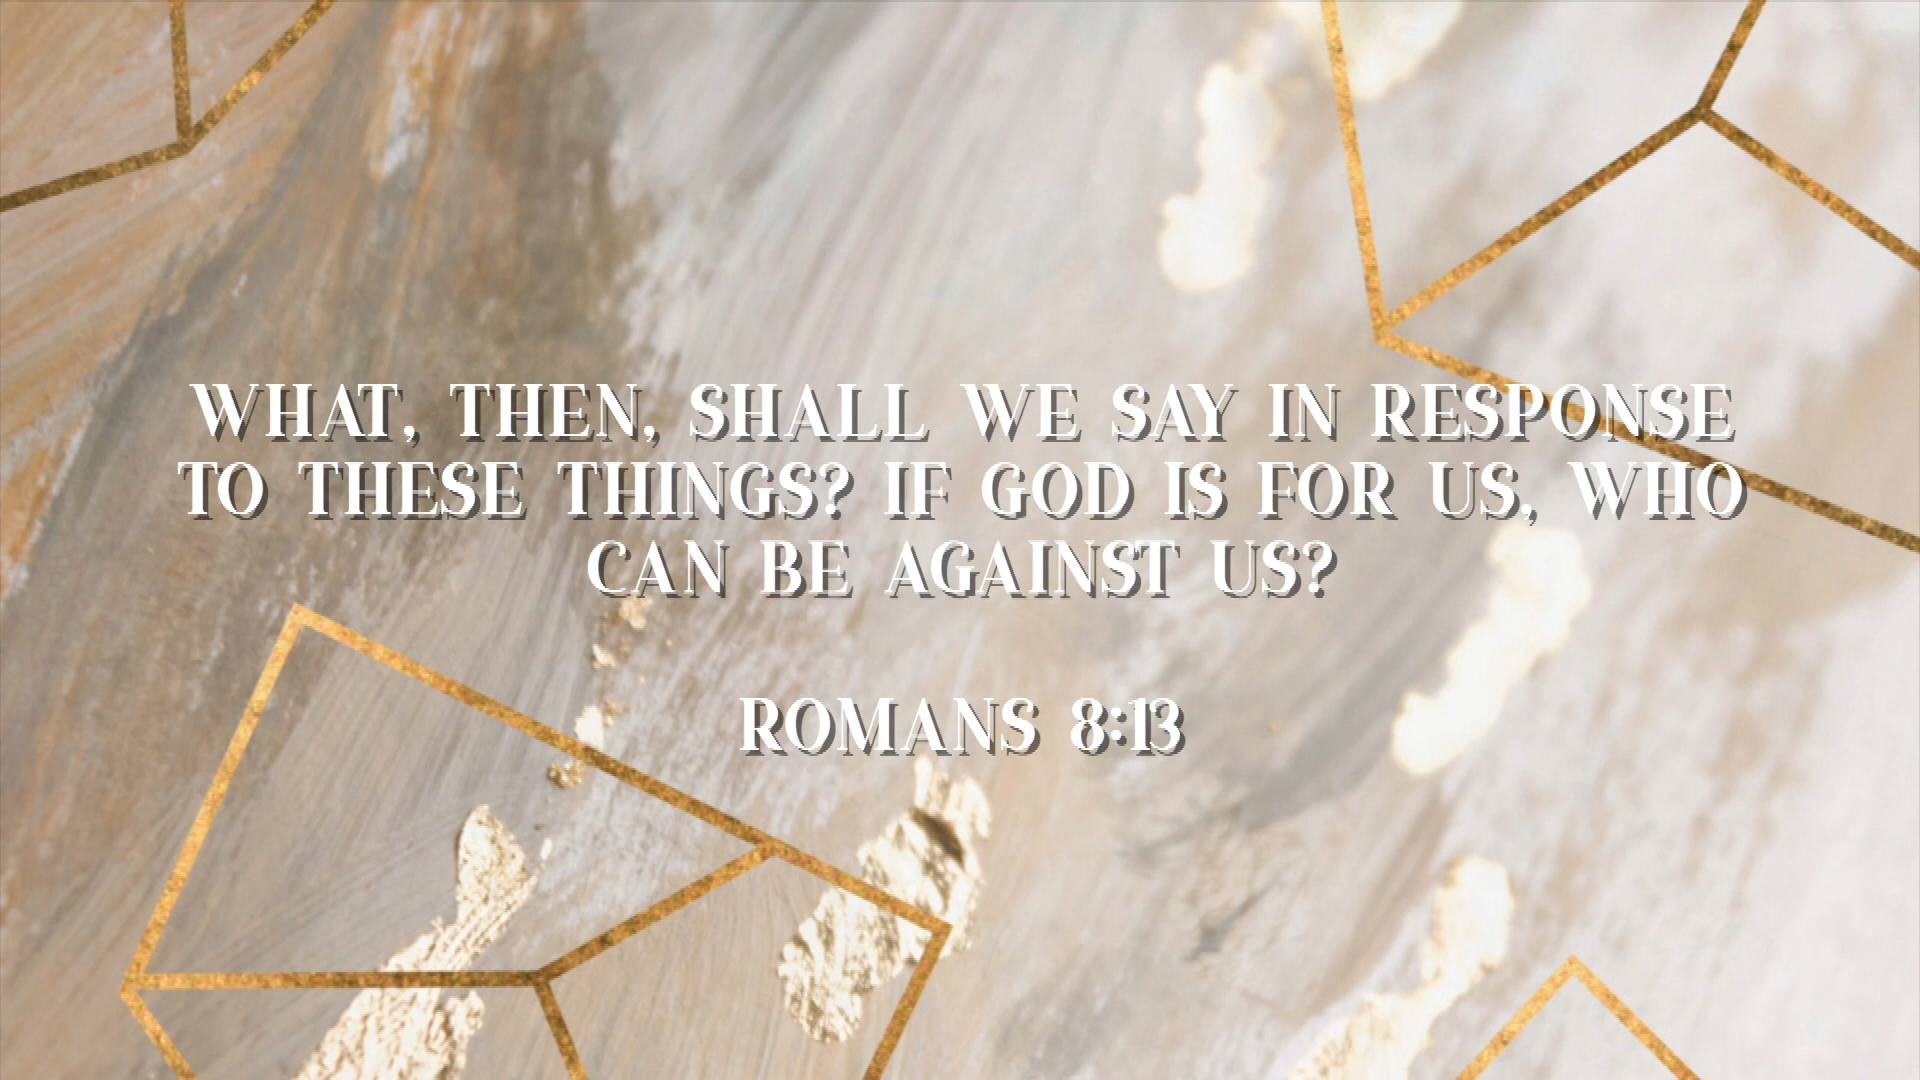 WHAT, THEN, SHALL WE SAY IN RESPONSE
TO THESE THINGS? IF GOD IS FOR US, WHO
CAN BE AGAINST US?
ROMANS 8:13